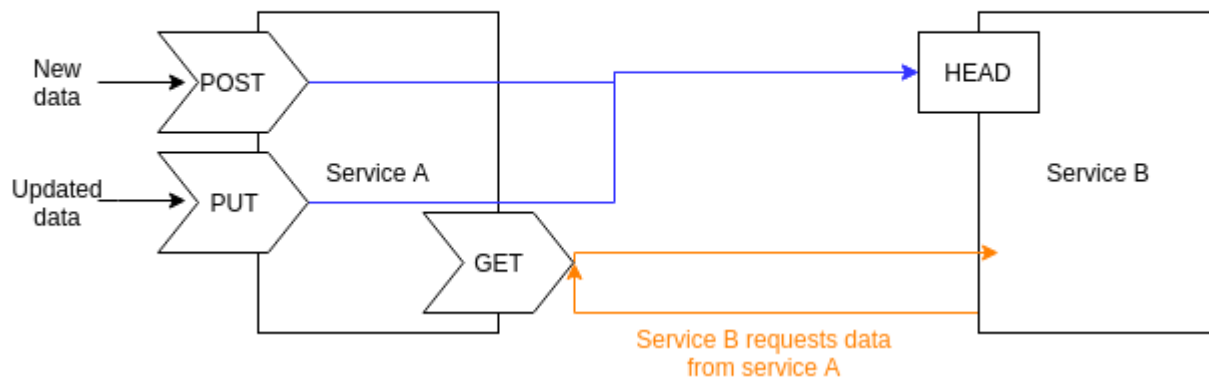 New
data
POST
HEAD
Updated
data
PUT
Service A
Service B
GET
Service B requests data
from service A